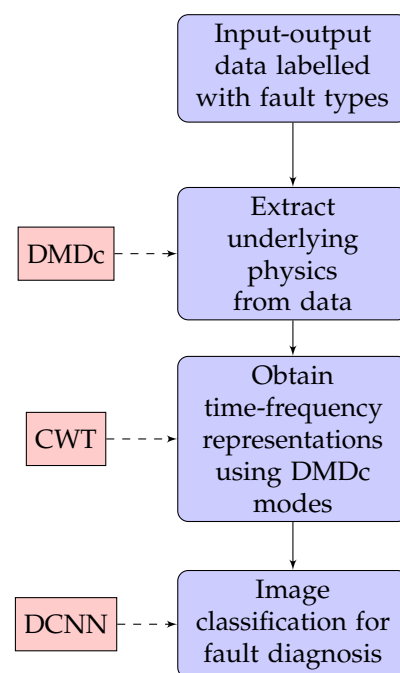 Input-output
data labelled
with fault types
Extract
underlying
physics
from data
DMDc
Obtain
time-frequency
representations
using DMDc
modes
CWT
Image
classification for
fault diagnosis
DCNN